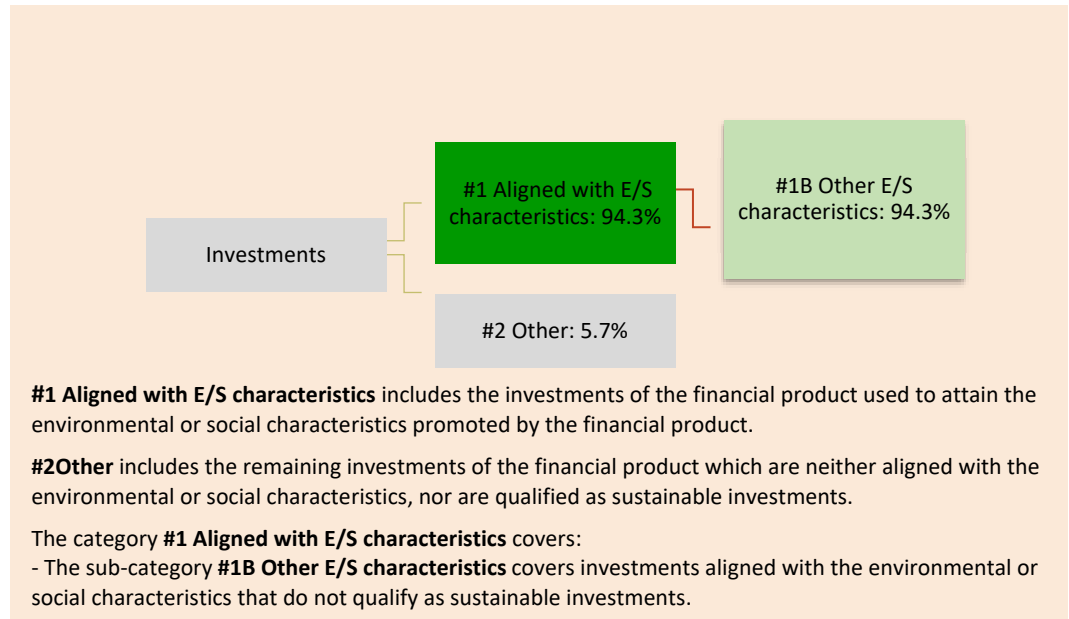 #1 Aligned with E/S
characteristics: 94.3%
#1B Other E/S
characteristics: 94.3%
Investments
#2 Other: 5.7%
#1 Aligned with E/S characteristics includes the investments of the financial product used to attain the
environmental or social characteristics promoted by the financial product.
#2Other includes the remaining investments of the financial product which are neither aligned with the
environmental or social characteristics, nor are qualified as sustainable investments.
The category #1 Aligned with E/S characteristics covers:
- The sub-category #1B Other E/S characteristics covers investments aligned with the environmental or
social characteristics that do not qualify as sustainable investments.